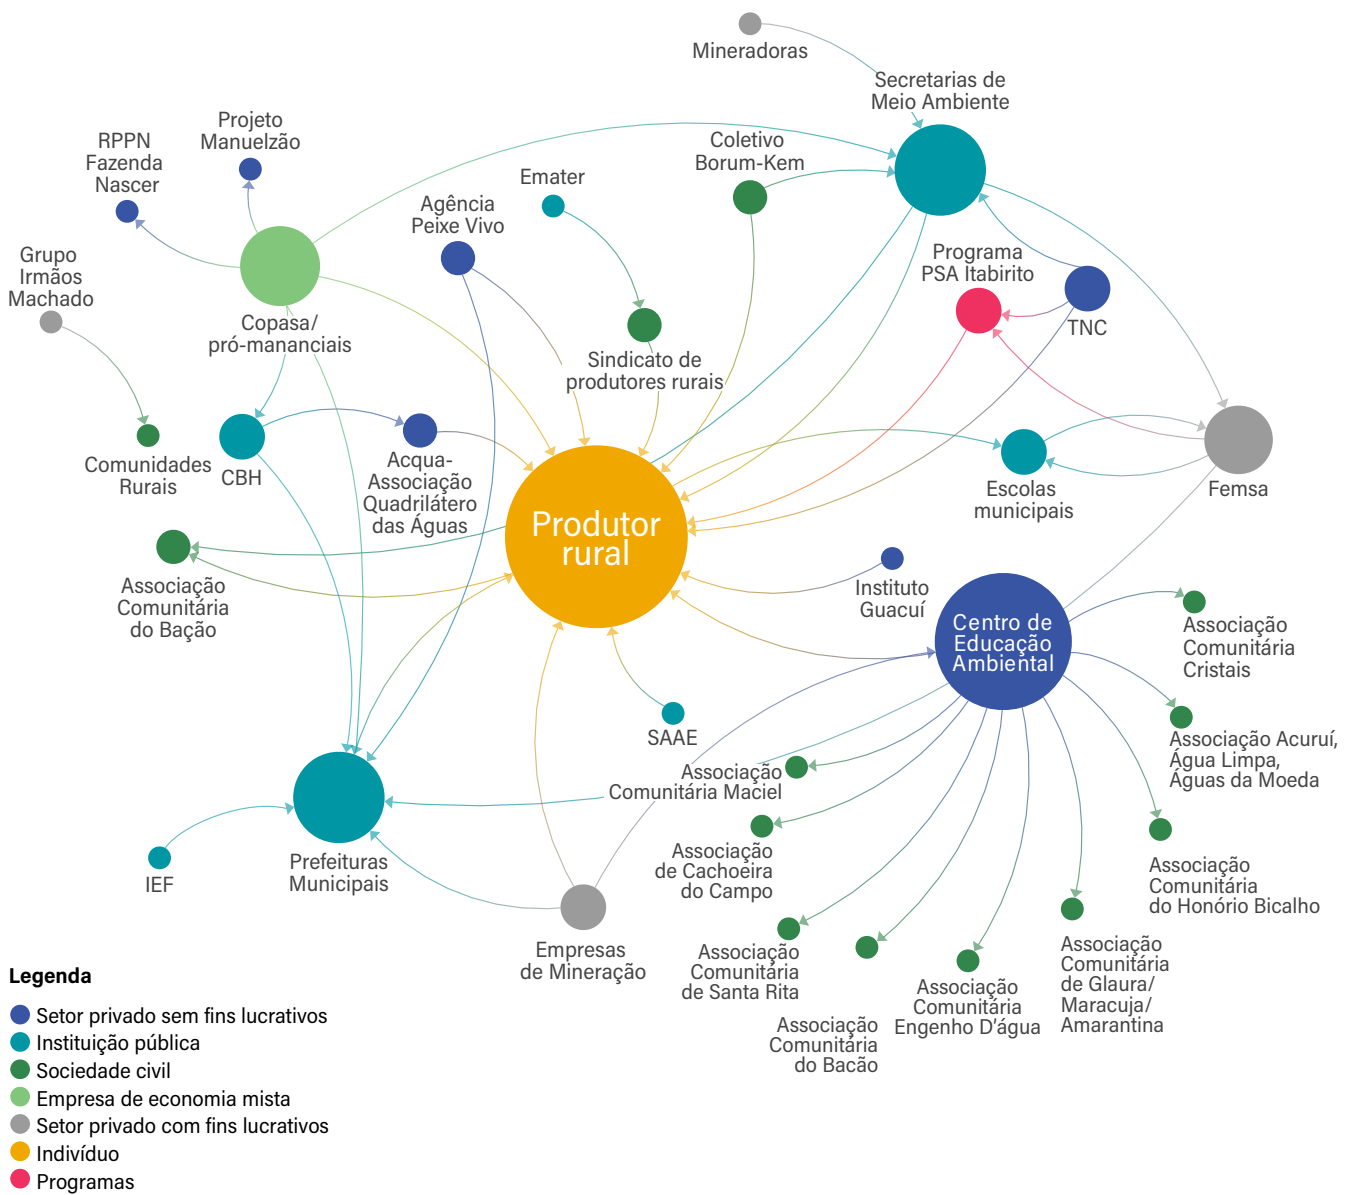 Mineradoras
Secretarias de
Meio Ambiente
Projeto
Manuelzão
RPPN
Fazenda
Nascer
Coletivo
Borum-Kem
Emater
Agência
Peixe Vivo
Grupo
Irmãos
Machado
Programa
PSA Itabirito
TNC
Copasa/
pró-mananciais
Sindicato de
produtores rurais
Comunidades
Rurais
CBH
Acqua-
Associação
Quadrilátero
das Águas
Escolas
municipais
Femsa
Produtor
rural
Associação
Comunitária
do Bação
Instituto
Guacuí
Centro de
Educação
Ambiental
Associação
Comunitária
Cristais
SAAE
Associação
Comunitária Maciel
Associação Acuruí,
Água Limpa,
Águas da Moeda
Prefeituras
Municipais
IEF
Associação
de Cachoeira
do Campo
Associação
Comunitária
do Honório Bicalho
Empresas
de Mineração
Associação
Comunitária
de Santa Rita
Associação
Comunitária
do Bacão
Associação
Comunitária
Engenho D'água
Associação
Comunitária
de Glaura/
Maracuja/
Amarantina
Legenda
Setor privado sem fins lucrativos
Instituição pública
Sociedade civil
Empresa de economia mista
Setor privado com fins lucrativos
Indivíduo
Programas